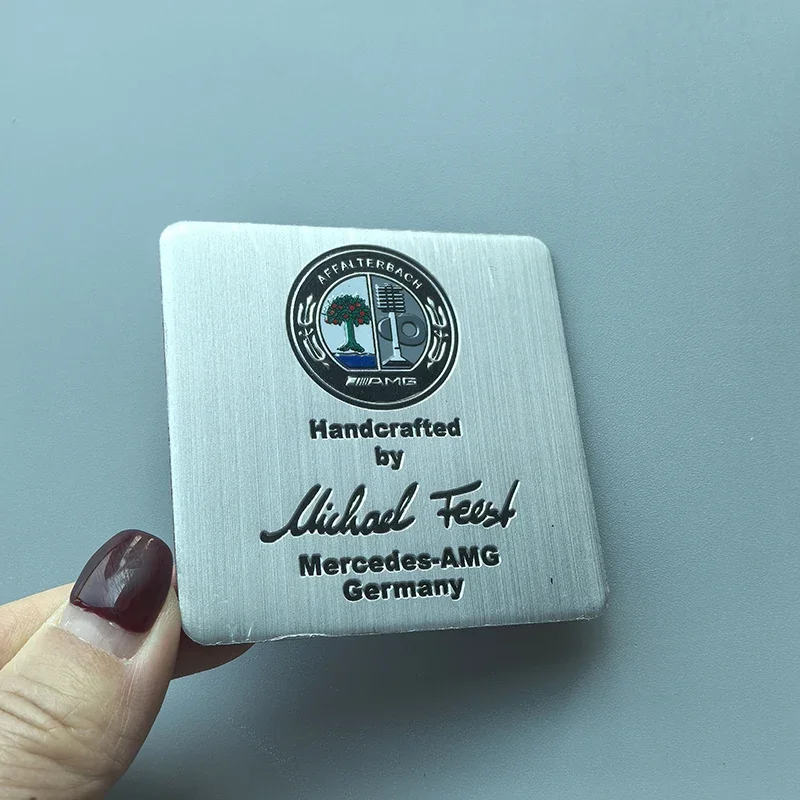 AFFALTERBACH
AMG
Handcrafted
by
Michael Feest
Mercedes-AMG
Germany